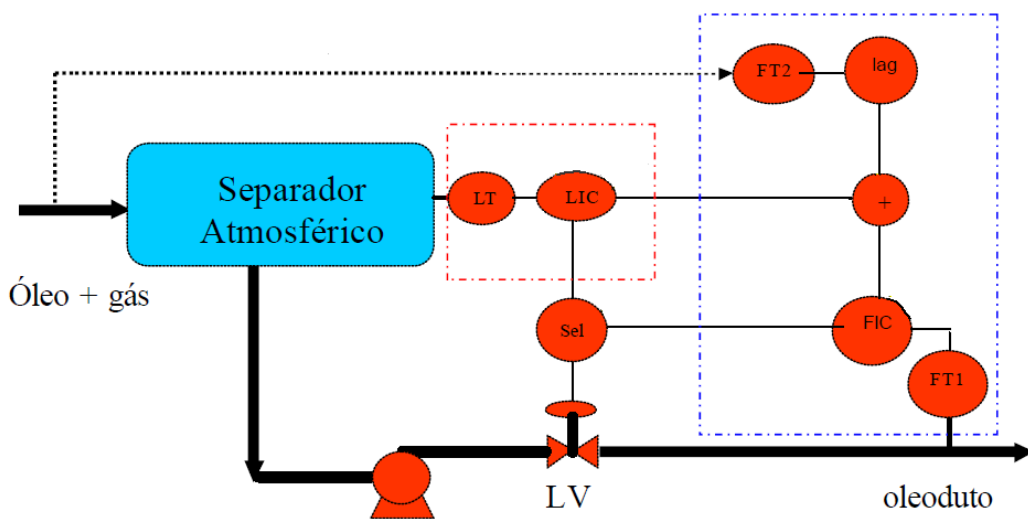 FT2
lag
Separador
Atmosférico
LT
LIC
+
Óleo + gás
Sel
FIC
FT1
LV
oleoduto